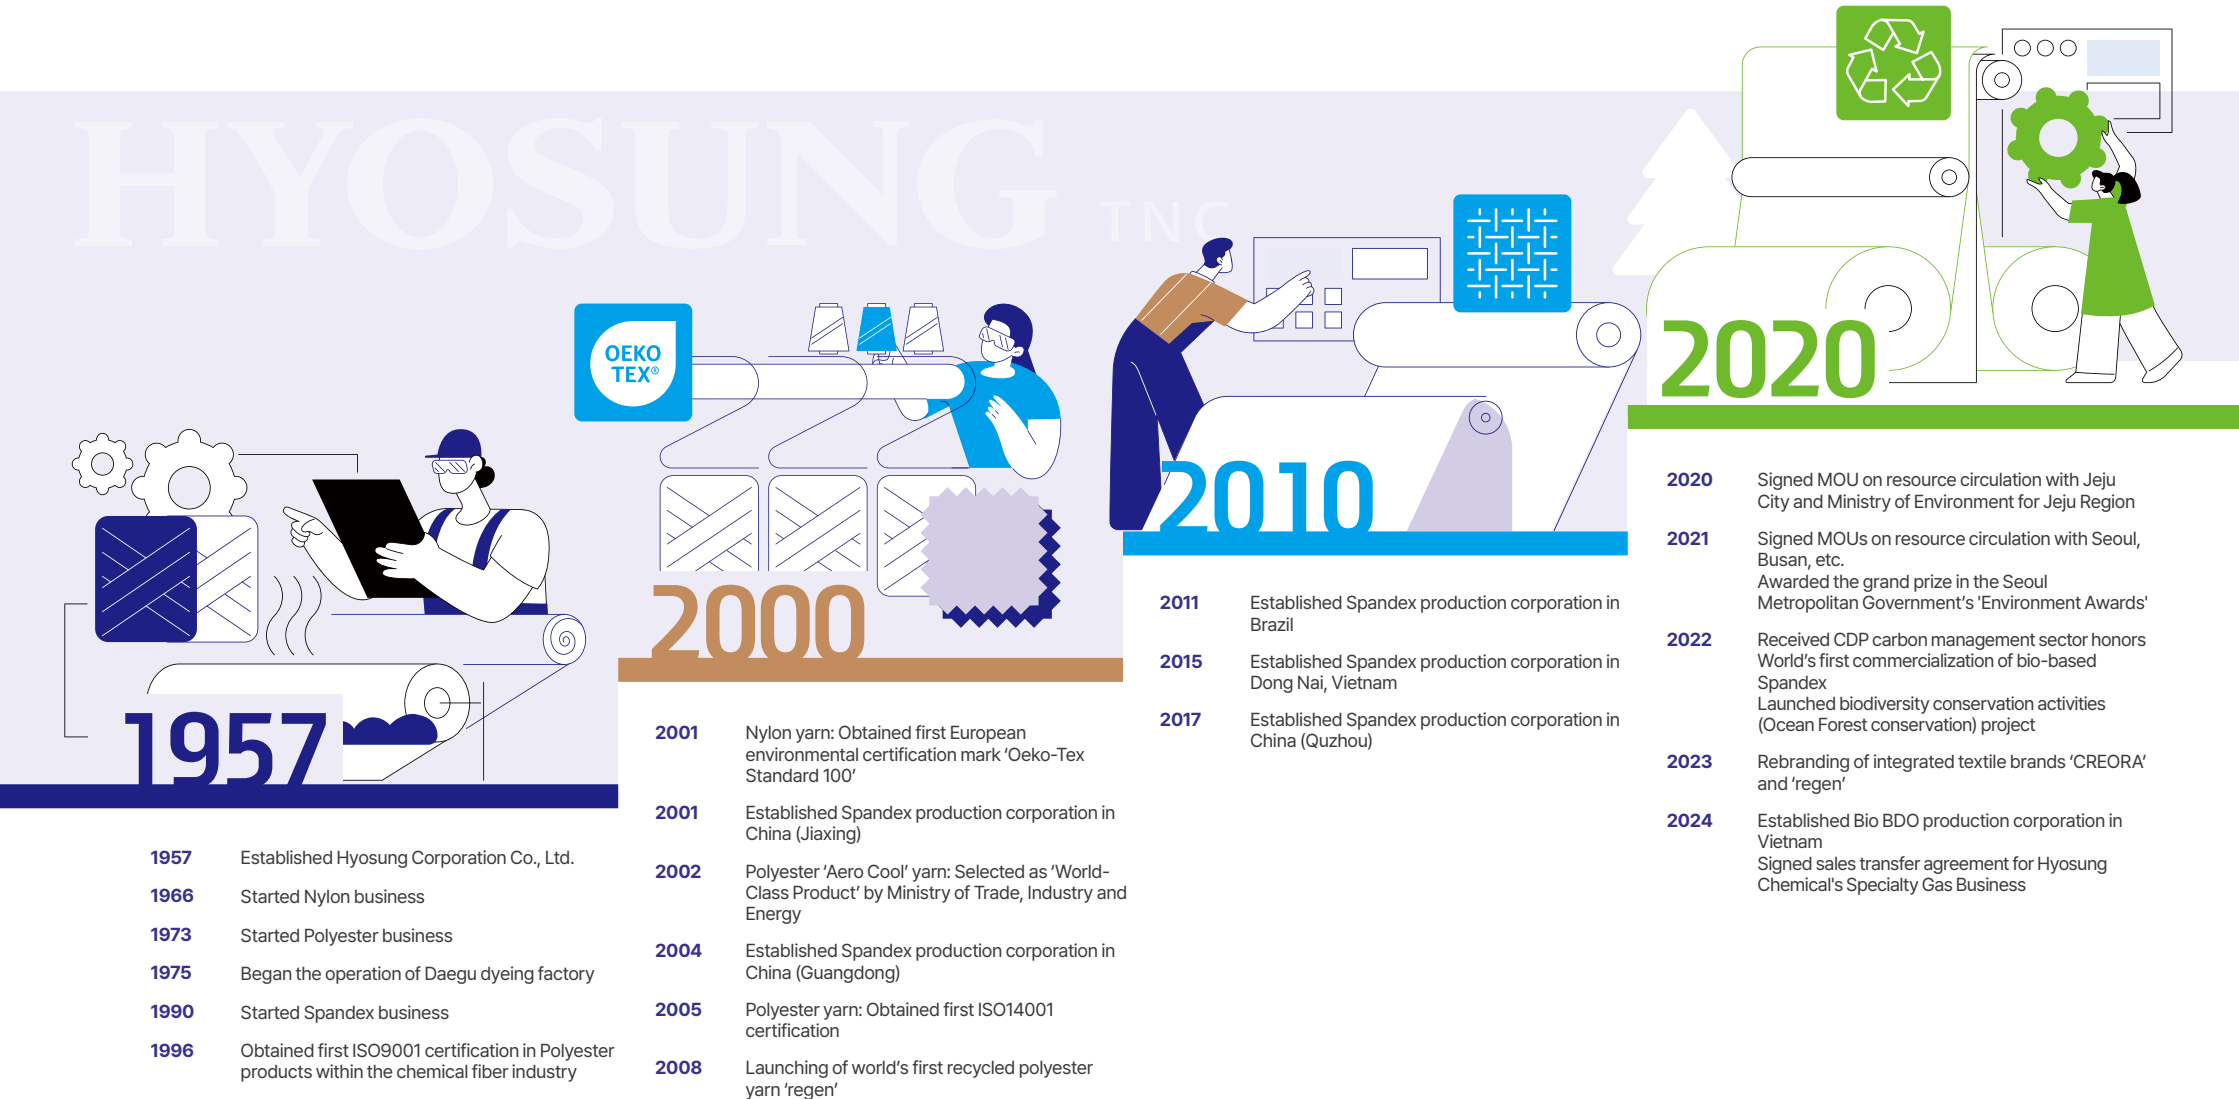 HYOSUNG TNC
OEKO
TEX®
1957
1957 Established Hyosung Corporation Co., Ltd.
1966 Started Nylon business
1973 Started Polyester business
1975 Began the operation of Daegu dyeing factory
1990 Started Spandex business
1996 Obtained first ISO9001 certification in Polyester
products within the chemical fiber industry
2000
2001 Nylon yarn: Obtained first European
environmental certification mark ‘Oeko-Tex
Standard 100’
2001 Established Spandex production corporation in
China (Jiaxing)
2002 Polyester ‘Aero Cool’ yarn: Selected as ‘World-
Class Product’ by Ministry of Trade, Industry and
Energy
2004 Established Spandex production corporation in
China (Guangdong)
2005 Polyester yarn: Obtained first ISO14001
certification
2008 Launching of world’s first recycled polyester
yarn ‘regen’
2010
2011 Established Spandex production corporation in
Brazil
2015 Established Spandex production corporation in
Dong Nai, Vietnam
2017 Established Spandex production corporation in
China (Quzhou)
2020
2020 Signed MOU on resource circulation with Jeju
City and Ministry of Environment for Jeju Region
2021 Signed MOUs on resource circulation with Seoul,
Busan, etc.
Awarded the grand prize in the Seoul
Metropolitan Government’s 'Environment Awards'
2022 Received CDP carbon management sector honors
World’s first commercialization of bio-based
Spandex
Launched biodiversity conservation activities
(Ocean Forest conservation) project
2023 Rebranding of integrated textile brands ‘CREORA’
and ‘regen’
2024 Established Bio BDO production corporation in
Vietnam
Signed sales transfer agreement for Hyosung
Chemical's Specialty Gas Business